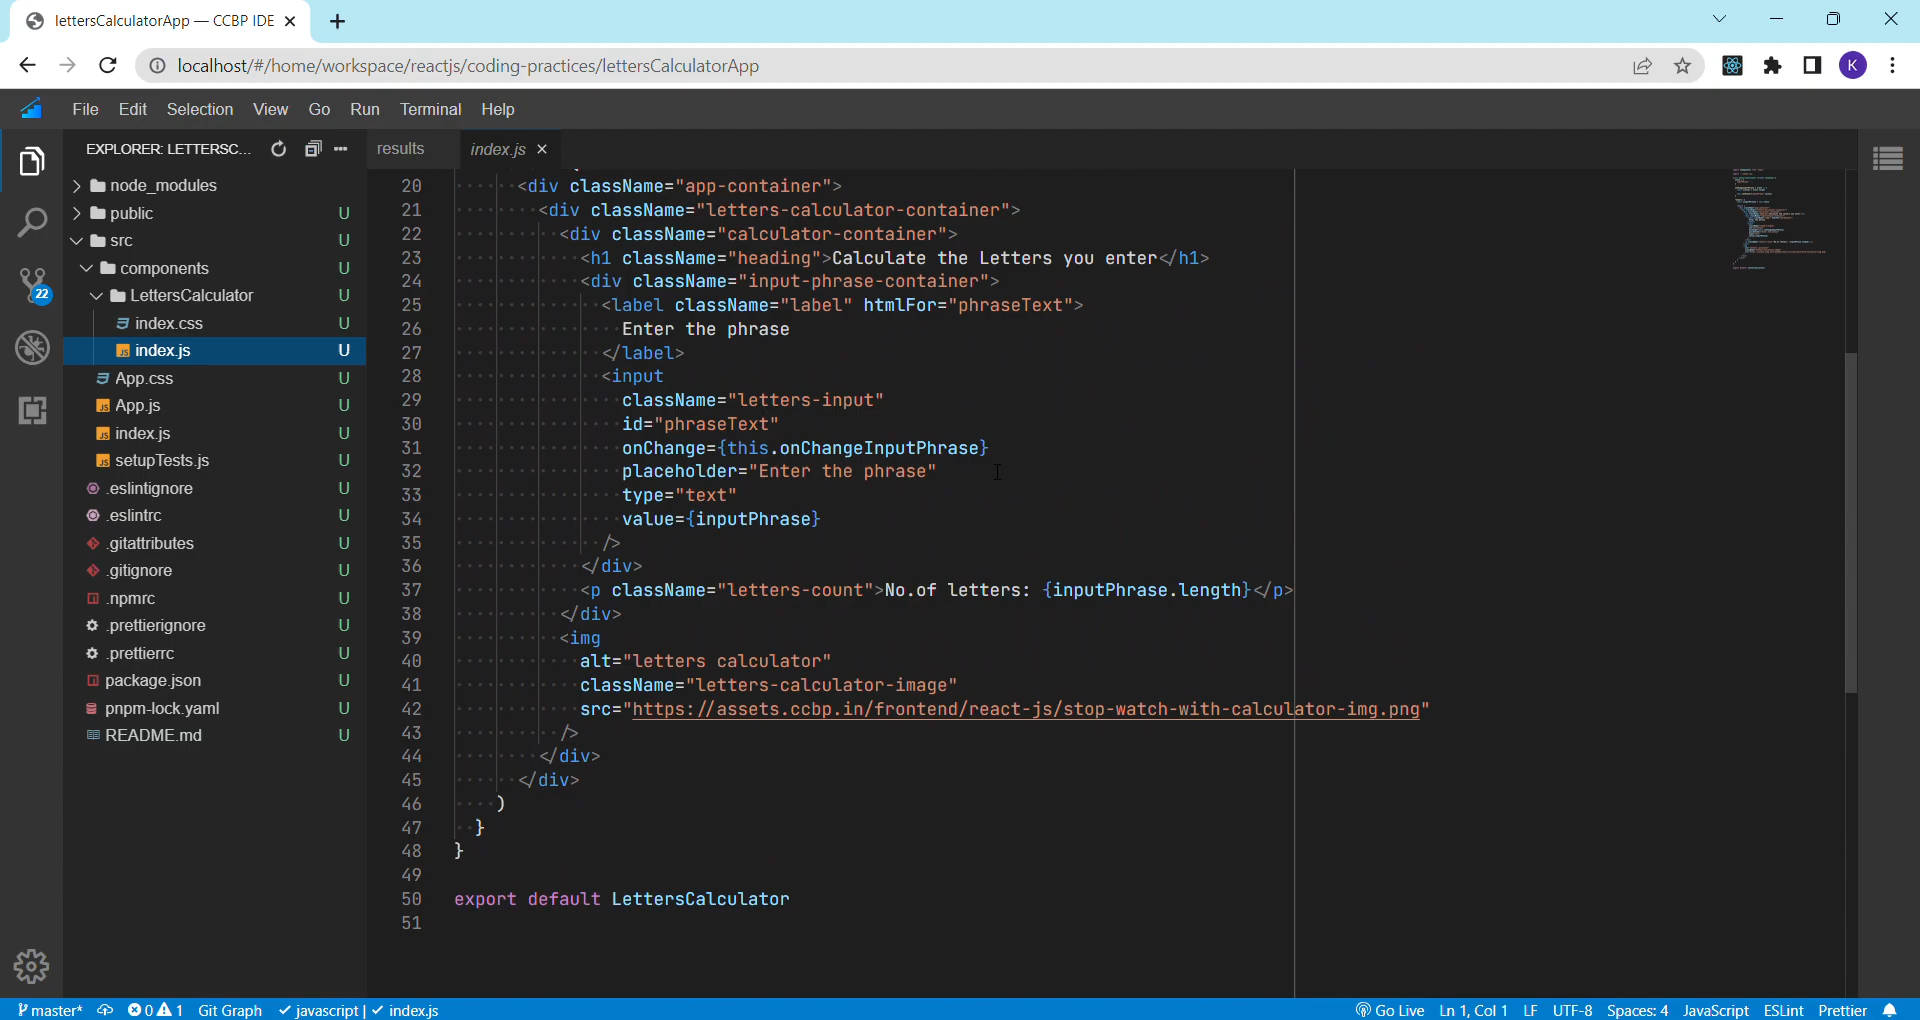 lettersCalculatorApp — CCBP IDE
localhost/#/home/workspace/reactjs/coding-practices/lettersCalculatorApp
K
File Edit Selection View Go Run Terminal Help
EXPLORER: LETTERSC...
results
index.js
node_modules
public U
src U
components U
LettersCalculator U
index.css U
index.js U
App.css U
App.js U
index.js U
setupTests.js U
.eslintignore U
.eslintrc U
.gitattributes U
.gitignore U
.npmrc U
.prettierignore U
.prettierrc U
package.json U
pnpm-lock.yaml U
README.md U
22
20 <div className="app-container">
21 <div className="letters-calculator-container">
22 <div className="calculator-container">
23 <h1 className="heading">Calculate the Letters you enter</h1>
24 <div className="input-phrase-container">
25 <label className="label" htmlFor="phraseText">
26 Enter the phrase
27 </label>
28 <input
29 className="letters-input"
30 id="phraseText"
31 onChange={this.onChangeInputPhrase}
32 placeholder="Enter the phrase"
33 type="text"
34 value={inputPhrase}
35 />
36 </div>
37 <p className="letters-count">No.of letters: {inputPhrase.length}</p>
38 </div>
39 <img
40 alt="letters calculator"
41 className="letters-calculator-image"
42 src="https://assets.ccbp.in/frontend/react-js/stop-watch-with-calculator-img.png"
43 />
44 </div>
45 </div>
46 )
47 }
48 }
49
50 export default LettersCalculator
51
master* 0 1 Git Graph javascript | index.js Go Live Ln 1, Col 1 LF UTF-8 Spaces: 4 JavaScript ESLint Prettier